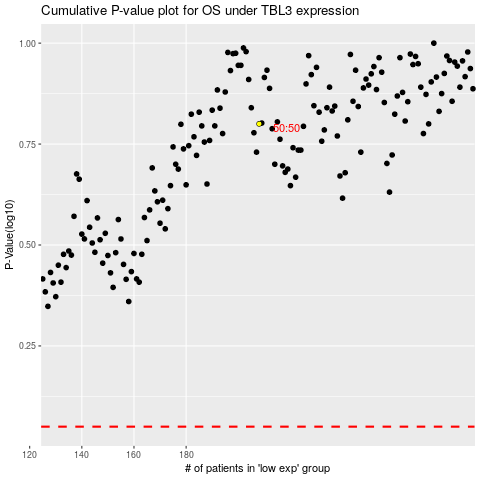 Cumulative P-value plot for OS under TBL3 expression
1.00
0.75
0.50
0.25
P-Value(log10)
50:50
120 140 160 180
# of patients in 'low exp' group